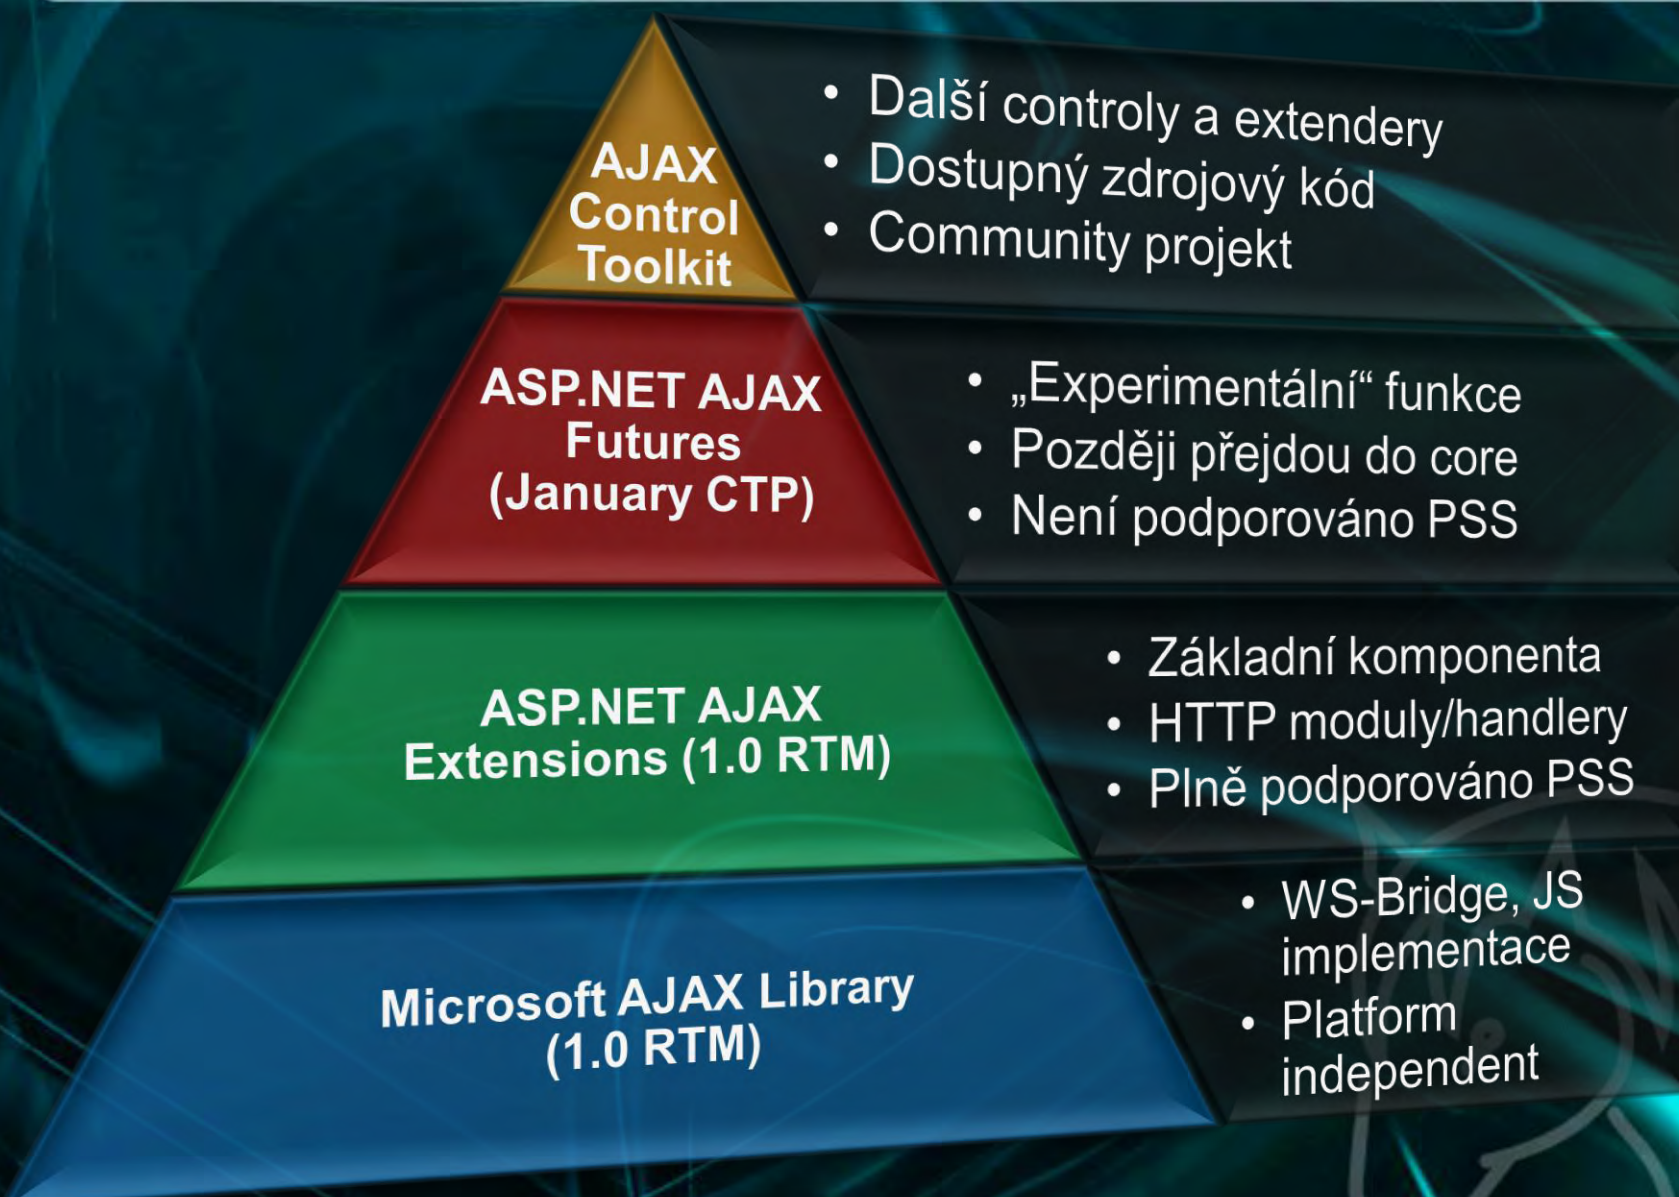 AJAX
Control
Toolkit
• Další controly a extendery
• Dostupný zdrojový kód
• Community projekt
ASP.NET AJAX
Futures
(January CTP)
• „Experimentální“ funkce
• Později přejdou do core
• Není podporováno PSS
ASP.NET AJAX
Extensions (1.0 RTM)
• Základní komponenta
• HTTP moduly/handlery
• Plně podporováno PSS
Microsoft AJAX Library
(1.0 RTM)
• WS-Bridge, JS
implementace
• Platform
independent